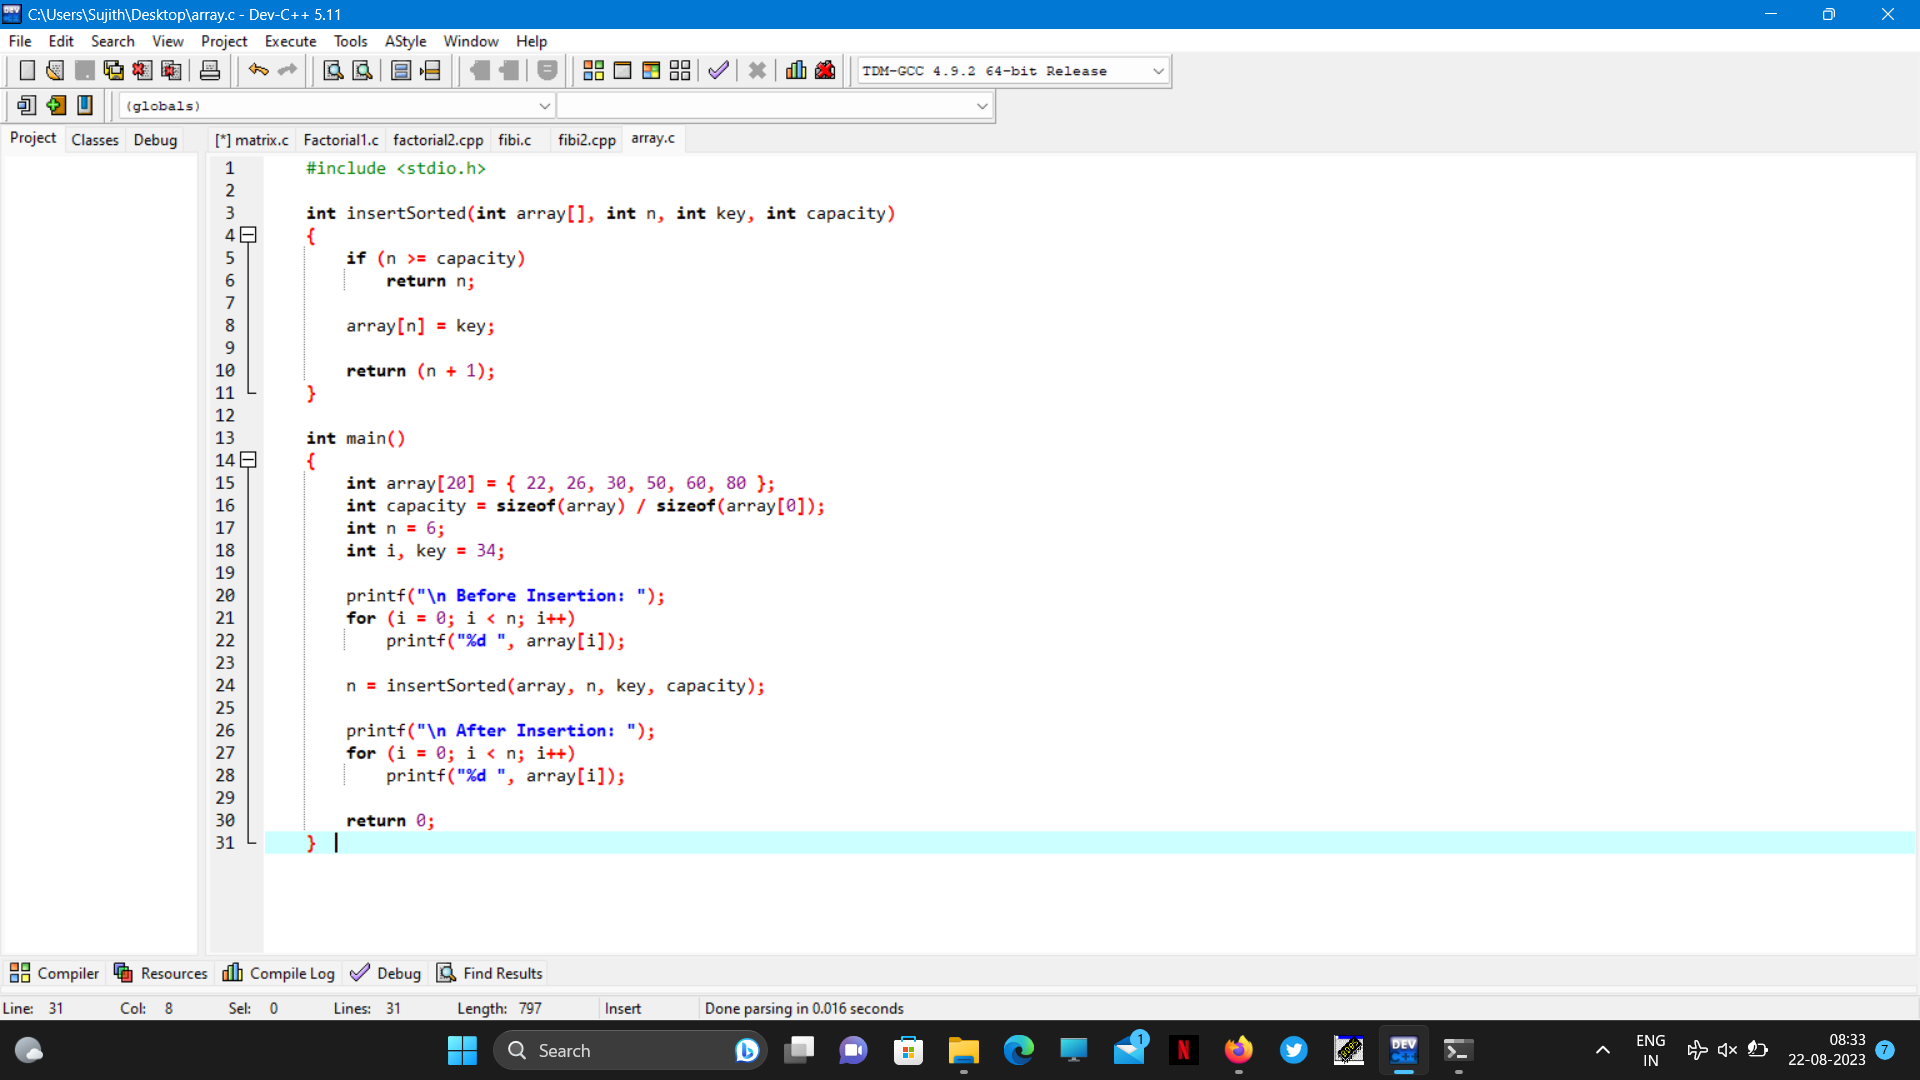 C:\Users\Sujith\Desktop\array.c - Dev-C++ 5.11
File Edit Search View Project Execute Tools AStyle Window Help
TDM-GCC 4.9.2 64-bit Release
(globals)
Project Classes Debug
[*] matrix.c Factorial1.c factorial2.cpp fibi.c fibi2.cpp array.c
1 #include <stdio.h>
2
3 int insertSorted(int array[], int n, int key, int capacity)
4 {
5 if (n >= capacity)
6 return n;
7
8 array[n] = key;
9
10 return (n + 1);
11 }
12
13 int main()
14 {
15 int array[20] = { 22, 26, 30, 50, 60, 80 };
16 int capacity = sizeof(array) / sizeof(array[0]);
17 int n = 6;
18 int i, key = 34;
19
20 printf("\n Before Insertion: ");
21 for (i = 0; i < n; i++)
22 printf("%d ", array[i]);
23
24 n = insertSorted(array, n, key, capacity);
25
26 printf("\n After Insertion: ");
27 for (i = 0; i < n; i++)
28 printf("%d ", array[i]);
29
30 return 0;
31 }
Compiler Resources Compile Log Debug Find Results
Line: 31 Col: 8 Sel: 0 Lines: 31 Length: 797 Insert Done parsing in 0.016 seconds
Search
1
N
DEV C++
ENG
IN
08:33
22-08-2023
7